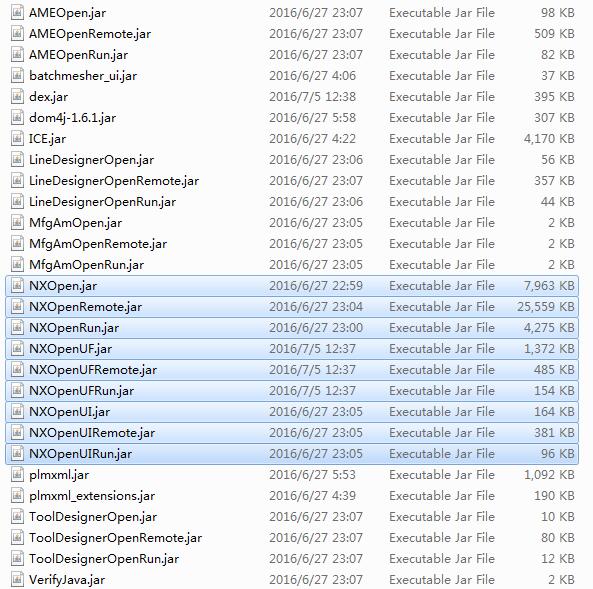 AMEOpen.jar 2016/6/27 23:07 Executable Jar File 98 KB
AMEOpenRemote.jar 2016/6/27 23:07 Executable Jar File 509 KB
AMEOpenRun.jar 2016/6/27 23:07 Executable Jar File 82 KB
batchmesher_ui.jar 2016/6/27 4:06 Executable Jar File 37 KB
dex.jar 2016/7/5 12:38 Executable Jar File 395 KB
dom4j-1.6.1.jar 2016/6/27 5:58 Executable Jar File 307 KB
ICE.jar 2016/6/27 4:22 Executable Jar File 4,170 KB
LineDesignerOpen.jar 2016/6/27 23:06 Executable Jar File 56 KB
LineDesignerOpenRemote.jar 2016/6/27 23:07 Executable Jar File 357 KB
LineDesignerOpenRun.jar 2016/6/27 23:06 Executable Jar File 44 KB
MfgAmOpen.jar 2016/6/27 23:05 Executable Jar File 2 KB
MfgAmOpenRemote.jar 2016/6/27 23:05 Executable Jar File 2 KB
MfgAmOpenRun.jar 2016/6/27 23:05 Executable Jar File 2 KB
NXOpen.jar 2016/6/27 22:59 Executable Jar File 7,963 KB
NXOpenRemote.jar 2016/6/27 23:04 Executable Jar File 25,559 KB
NXOpenRun.jar 2016/6/27 23:00 Executable Jar File 4,275 KB
NXOpenUF.jar 2016/7/5 12:37 Executable Jar File 1,372 KB
NXOpenUFRemote.jar 2016/7/5 12:37 Executable Jar File 485 KB
NXOpenUFRun.jar 2016/7/5 12:37 Executable Jar File 154 KB
NXOpenUI.jar 2016/6/27 23:05 Executable Jar File 164 KB
NXOpenUIRemote.jar 2016/6/27 23:05 Executable Jar File 381 KB
NXOpenUIRun.jar 2016/6/27 23:05 Executable Jar File 96 KB
plmxml.jar 2016/6/27 5:53 Executable Jar File 1,092 KB
plmxml_extensions.jar 2016/6/27 4:39 Executable Jar File 190 KB
ToolDesignerOpen.jar 2016/6/27 23:07 Executable Jar File 10 KB
ToolDesignerOpenRemote.jar 2016/6/27 23:07 Executable Jar File 80 KB
ToolDesignerOpenRun.jar 2016/6/27 23:07 Executable Jar File 12 KB
VerifyJava.jar 2016/6/27 23:07 Executable Jar File 2 KB